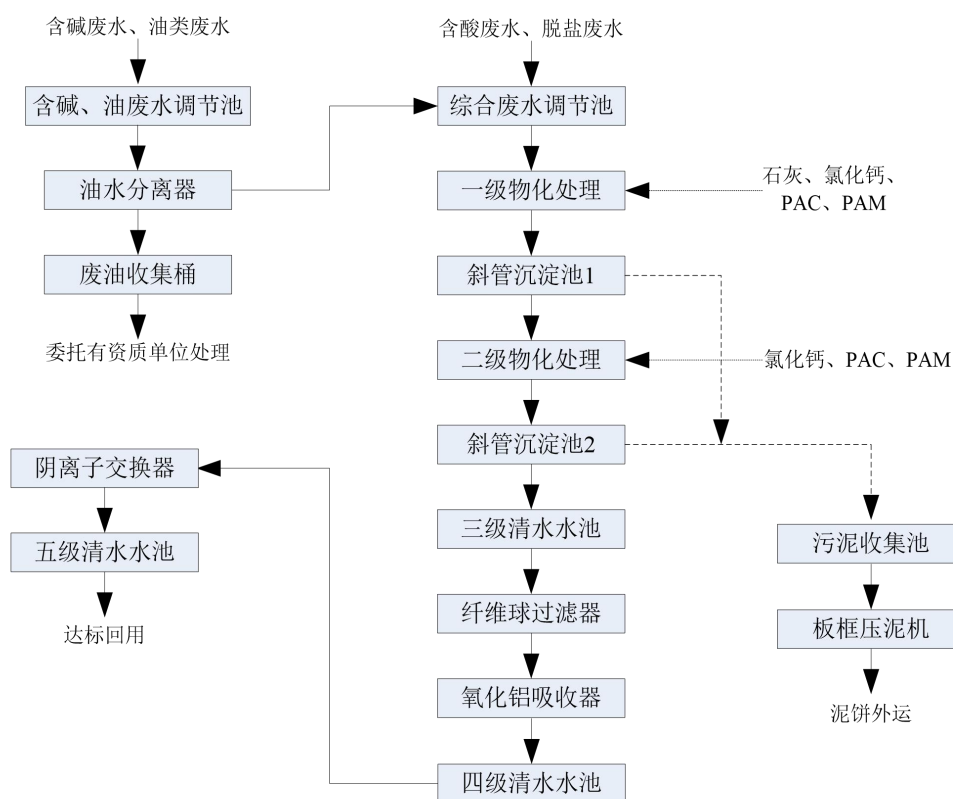 含碱废水、油类废水
含碱、油废水调节池
油水分离器
废油收集桶
委托有资质单位处理
含酸废水、脱盐废水
综合废水调节池
一级物化处理
石灰、氯化钙、
PAC、PAM
斜管沉淀池1
二级物化处理
氯化钙、PAC、PAM
斜管沉淀池2
三级清水水池
纤维球过滤器
氧化铝吸收器
四级清水水池
阴离子交换器
五级清水水池
达标回用
污泥收集池
板框压泥机
泥饼外运